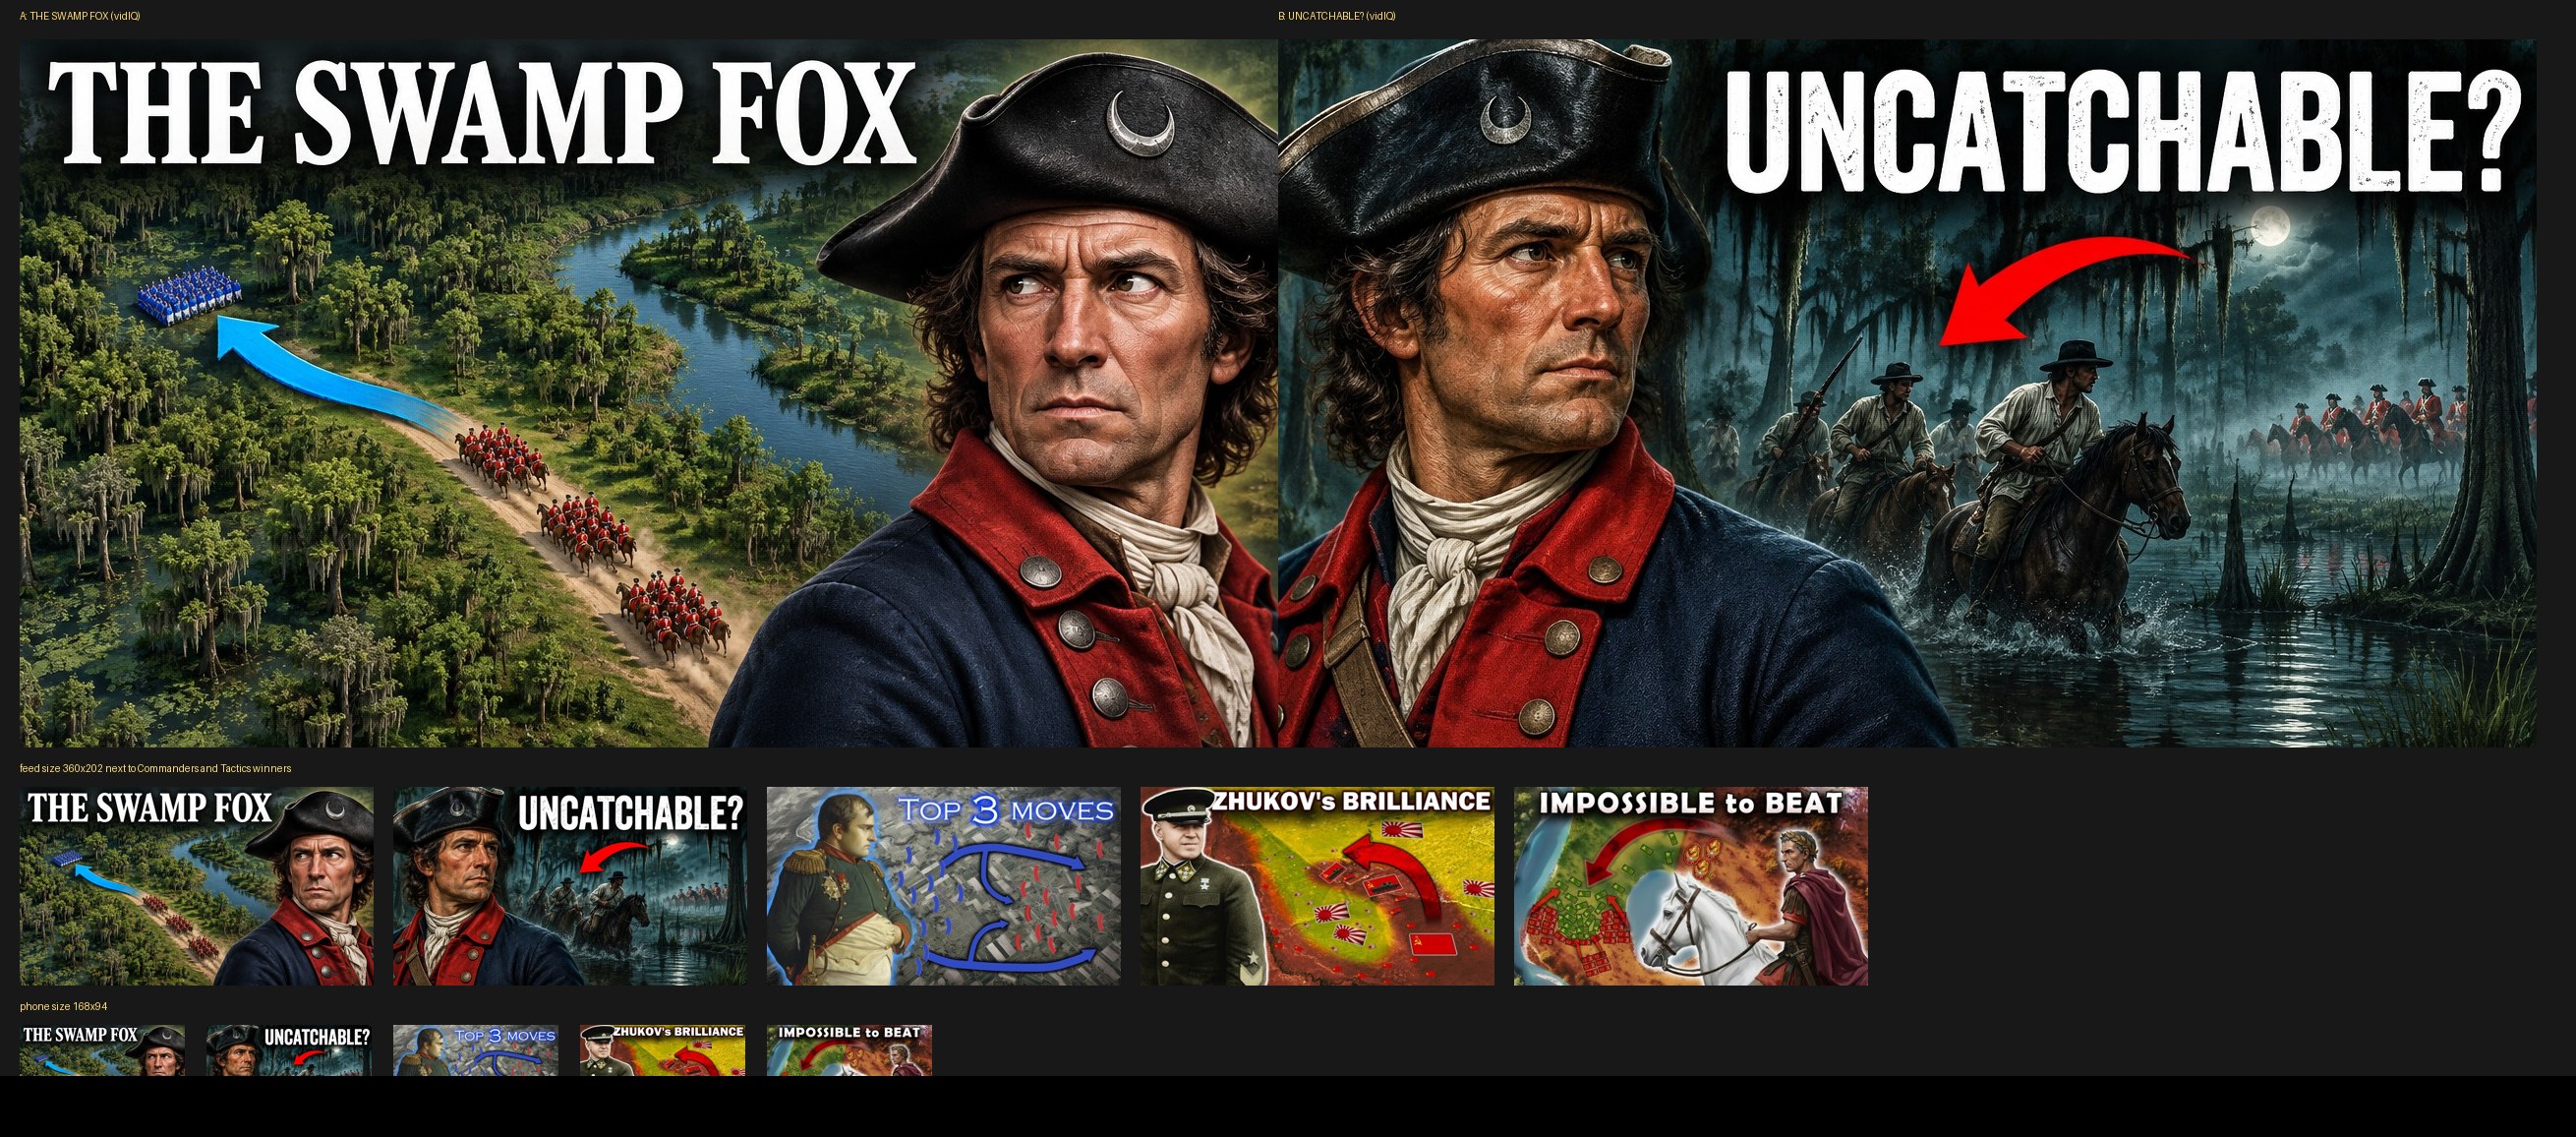 A: THE SWAMP FOX (vidIQ)
B: UNCATCHABLE? (vidIQ)
THE SWAMP FOX
UNCATCHABLE?
feed size 360x202 next to Commanders and Tactics winners
THE SWAMP FOX
UNCATCHABLE?
TOP 3 MOVES
ZHUKOV's BRILLIANCE
IMPOSSIBLE to BEAT
phone size 168x94
THE SWAMP FOX
UNCATCHABLE?
TOP 3 MOVES
ZHUKOV's BRILLIANCE
IMPOSSIBLE to BEAT